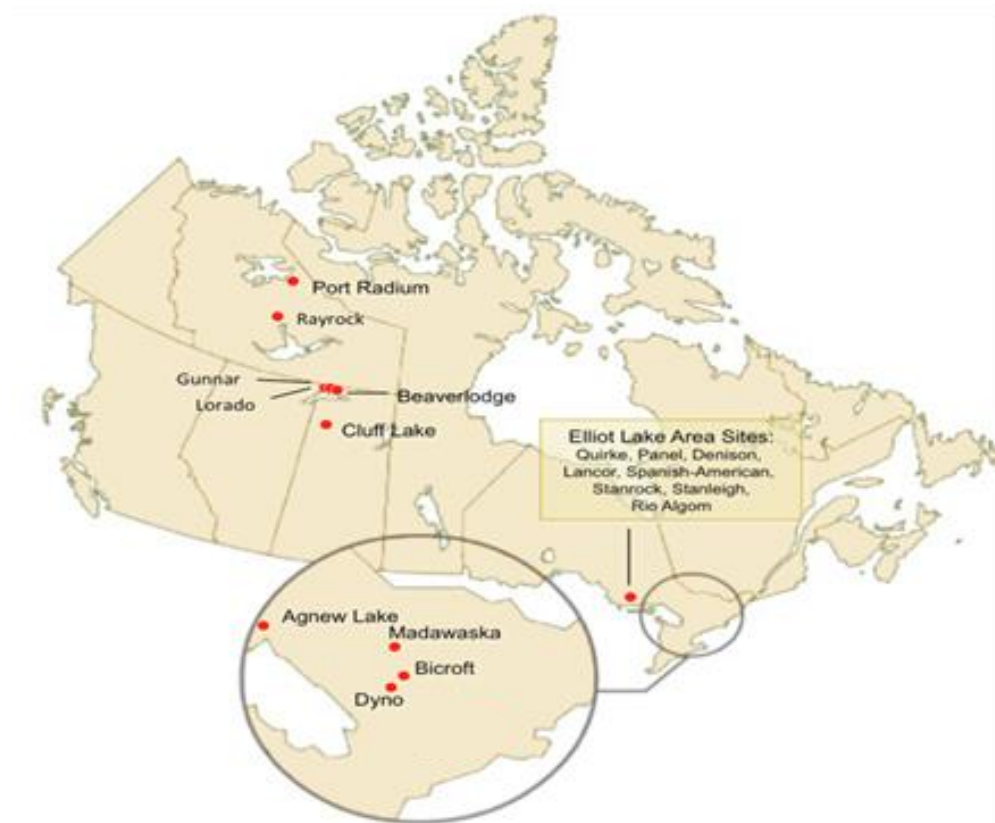 Port Radium
Rayrock
Gunnar
Lorado
Beaverlodge
Cluff Lake
Elliot Lake Area Sites:
Quirke, Panel, Denison,
Lancor, Spanish-American,
Stanrock, Stanleigh,
Rio Algom
Agnew Lake
Madawaska
Bicroft
Dyno